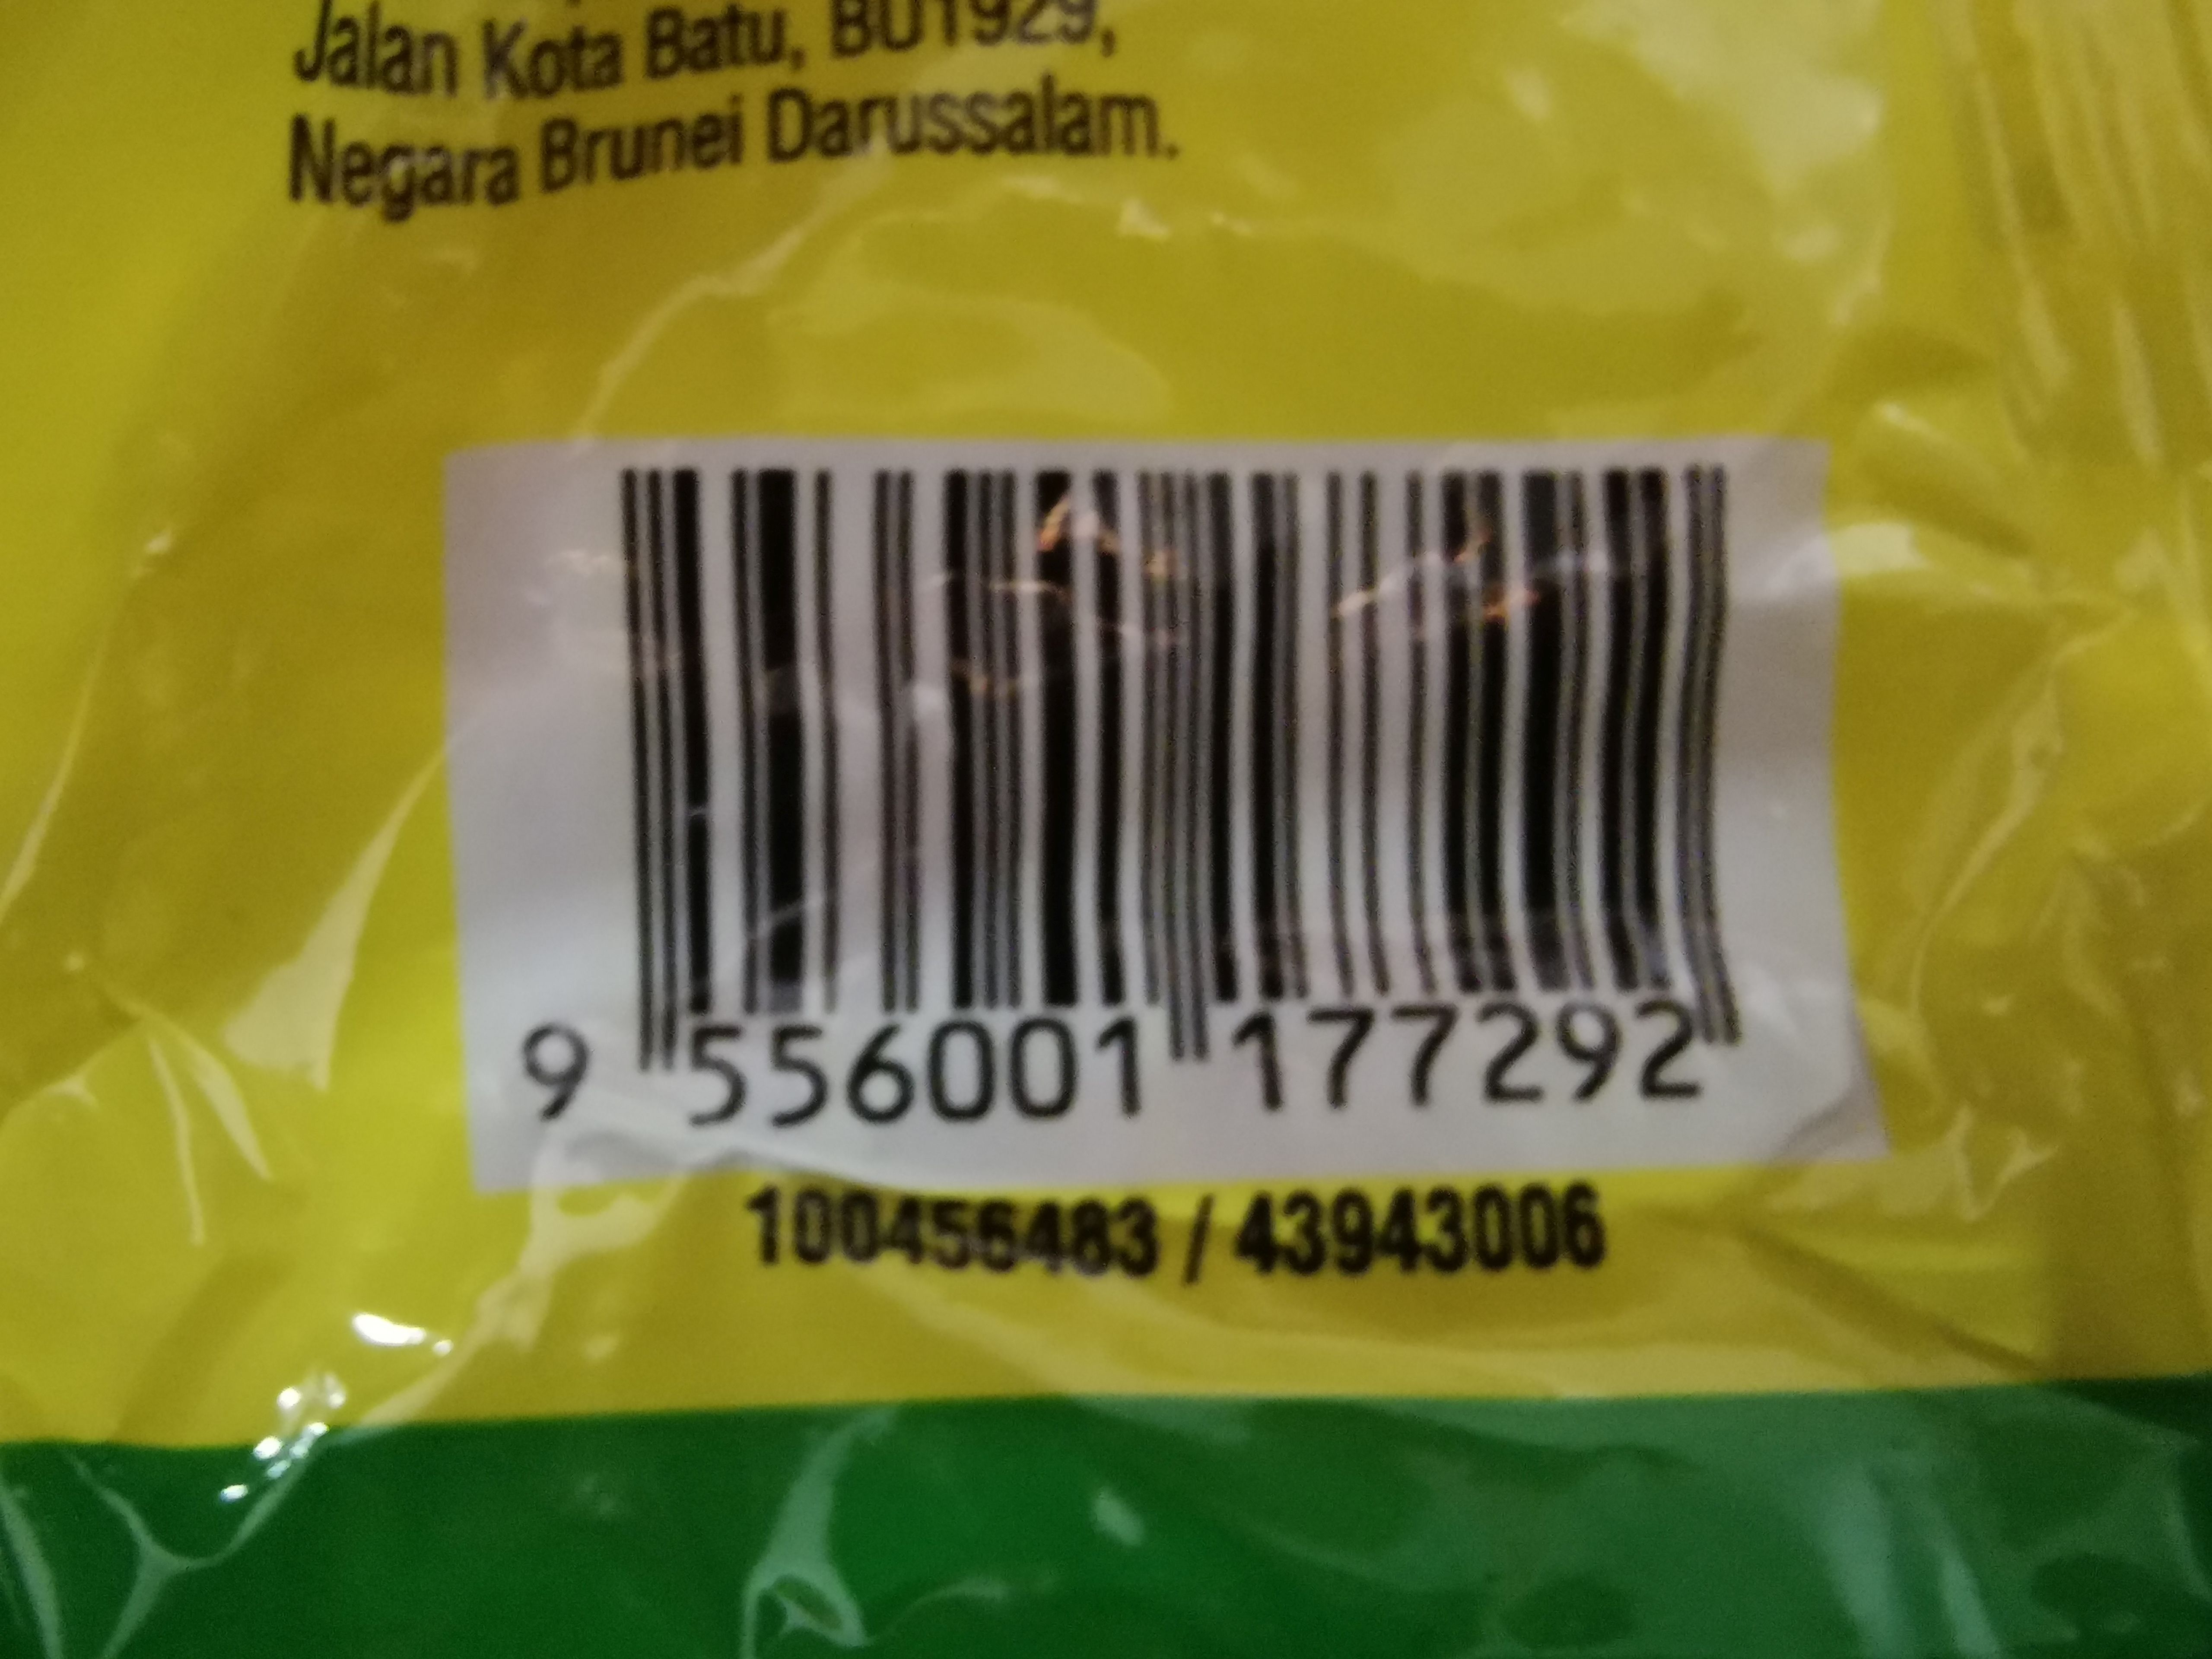 Jalan Kota Batu, BU1929,
Negara Brunei Darussalam.
9 556001 177292
100456483 / 43943006